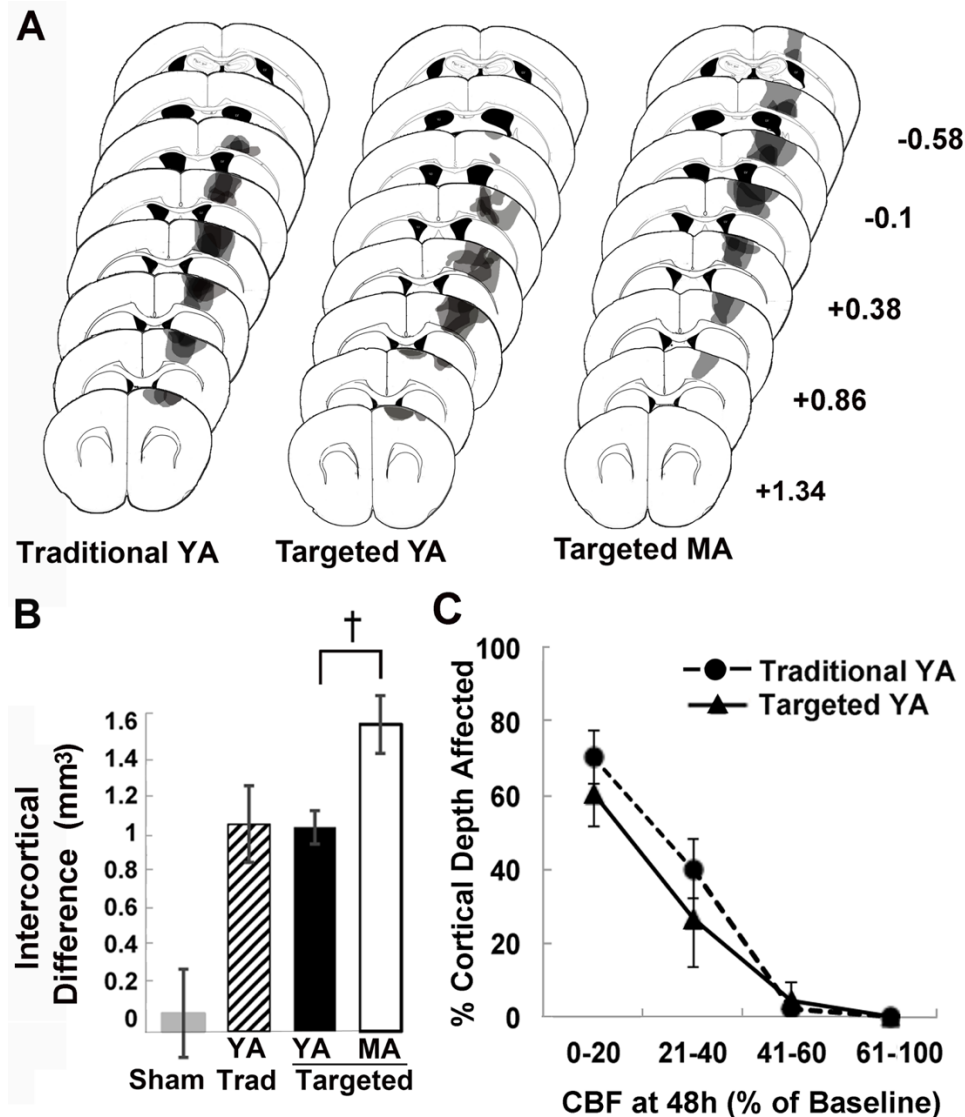 A
-0.58
-0.1
+0.38
+0.86
+1.34
Traditional YA
Targeted YA
Targeted MA
B
†
Intercortical
Difference (mm³)
1.6
1.4
1.2
1
0.8
0.6
0.4
0.2
0
YA
YA
MA
Sham
Trad
Targeted
C
% Cortical Depth Affected
100
80
60
40
20
0
Traditional YA
Targeted YA
0-20
21-40
41-60
61-100
CBF at 48h (% of Baseline)